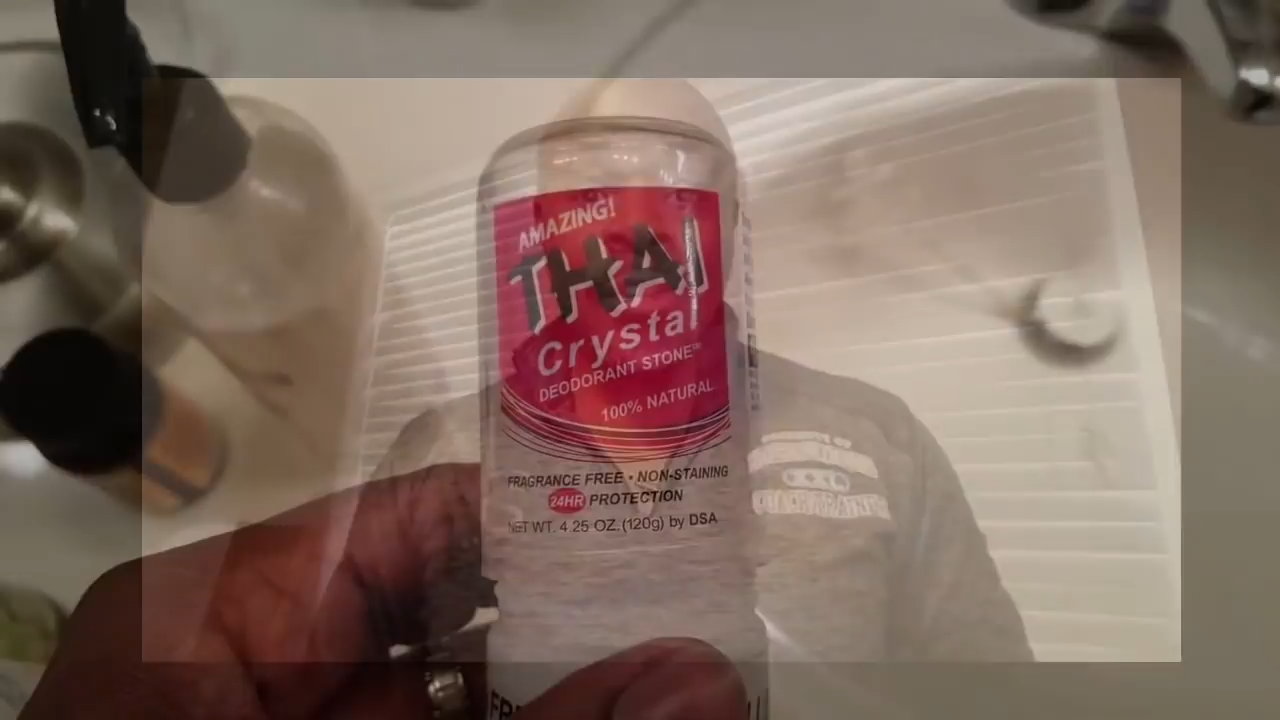 AMAZING!
THAI
Crystal
DEODORANT STONE™
100% NATURAL
FRAGRANCE FREE • NON-STAINING
24HR PROTECTION
NET WT. 4.25 OZ. (120g) by DSA